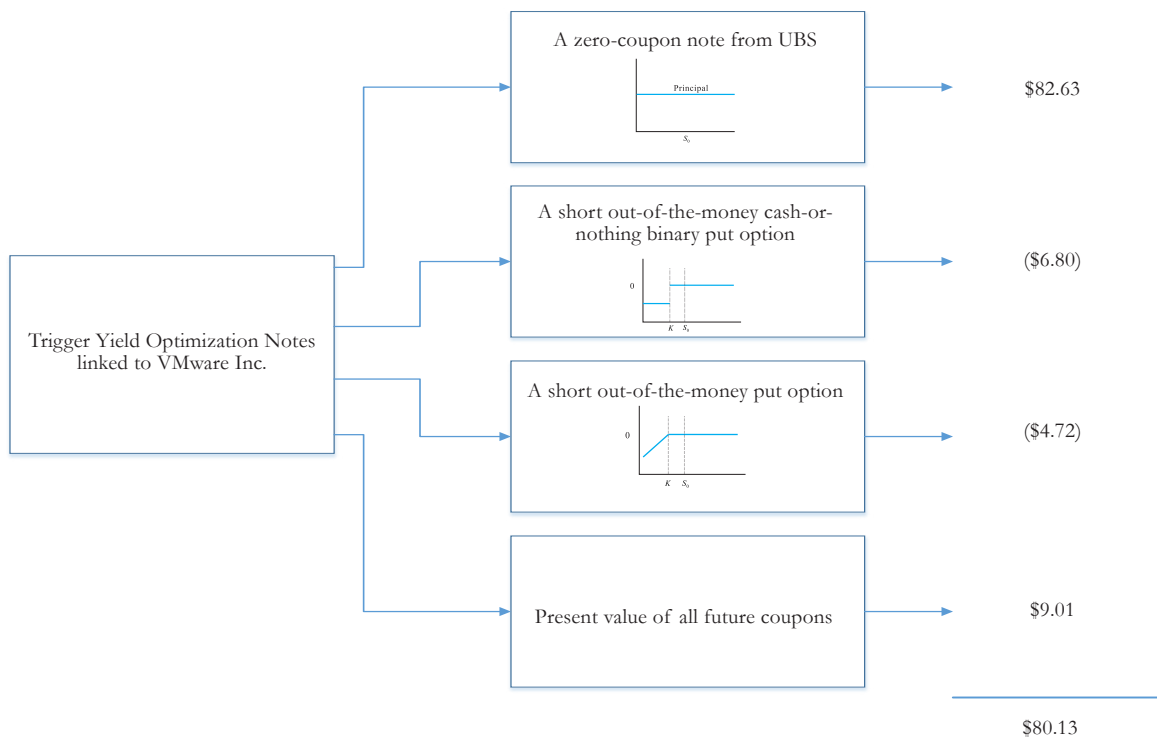 A zero-coupon note from UBS
Principal
S0
$82.63
A short out-of-the-money cash-or-
nothing binary put option
0
K S0
($6.80)
Trigger Yield Optimization Notes
linked to VMware Inc.
A short out-of-the-money put option
0
K S0
($4.72)
Present value of all future coupons
$9.01
$80.13